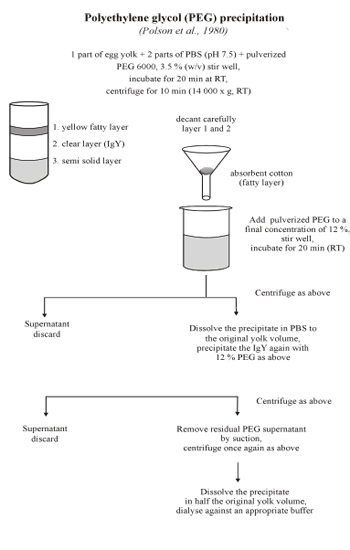 Polyethylene glycol (PEG) precipitation
(Polson et al., 1980)
1 part of egg yolk + 2 parts of PBS (pH 7.5) + pulverized
PEG 6000, 3.5 % (w/v) stir well,
incubate for 20 min at RT,
centrifuge for 10 min (14 000 x g, RT)
decant carefully
layer 1 and 2
1. yellow fatty layer
2. clear layer (IgY)
3. semi solid layer
absorbent cotton
(fatty layer)
Add pulverized PEG to a
final concentration of 12 %,
stir well,
incubate for 20 min (RT)
Centrifuge as above
Supernatant
discard
Dissolve the precipitate in PBS to
the original yolk volume,
precipitate the IgY again with
12 % PEG as above
Centrifuge as above
Supernatant
discard
Remove residual PEG supernatant
by suction,
centrifuge once again as above
Dissolve the precipitate
in half the original yolk volume,
dialyse against an appropriate buffer